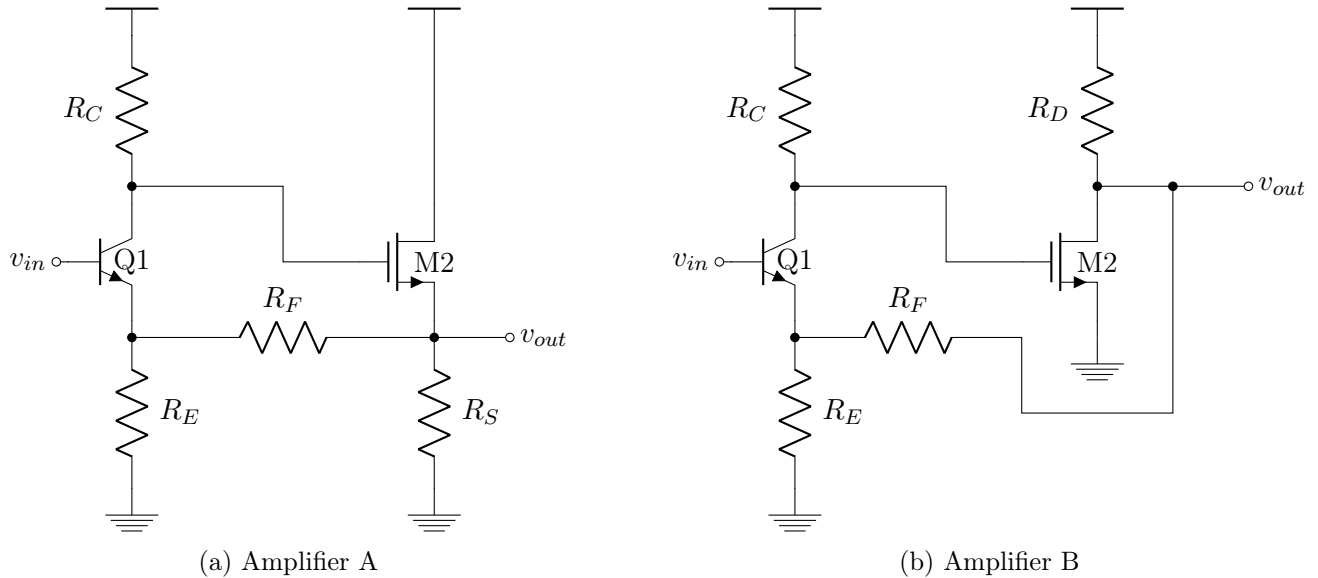 R_C
v_in
Q1
M2
R_F
v_out
R_E
R_S
(a) Amplifier A
R_C
R_D
v_out
v_in
Q1
M2
R_F
R_E
(b) Amplifier B